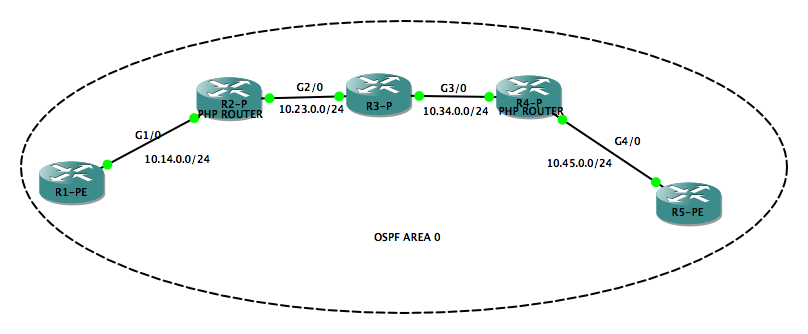 G2/0
G3/0
R2-P
PHP ROUTER
R3-P
R4-P
PHP ROUTER
10.23.0.0/24
10.34.0.0/24
G1/0
G4/0
10.14.0.0/24
10.45.0.0/24
R1-PE
R5-PE
OSPF AREA 0